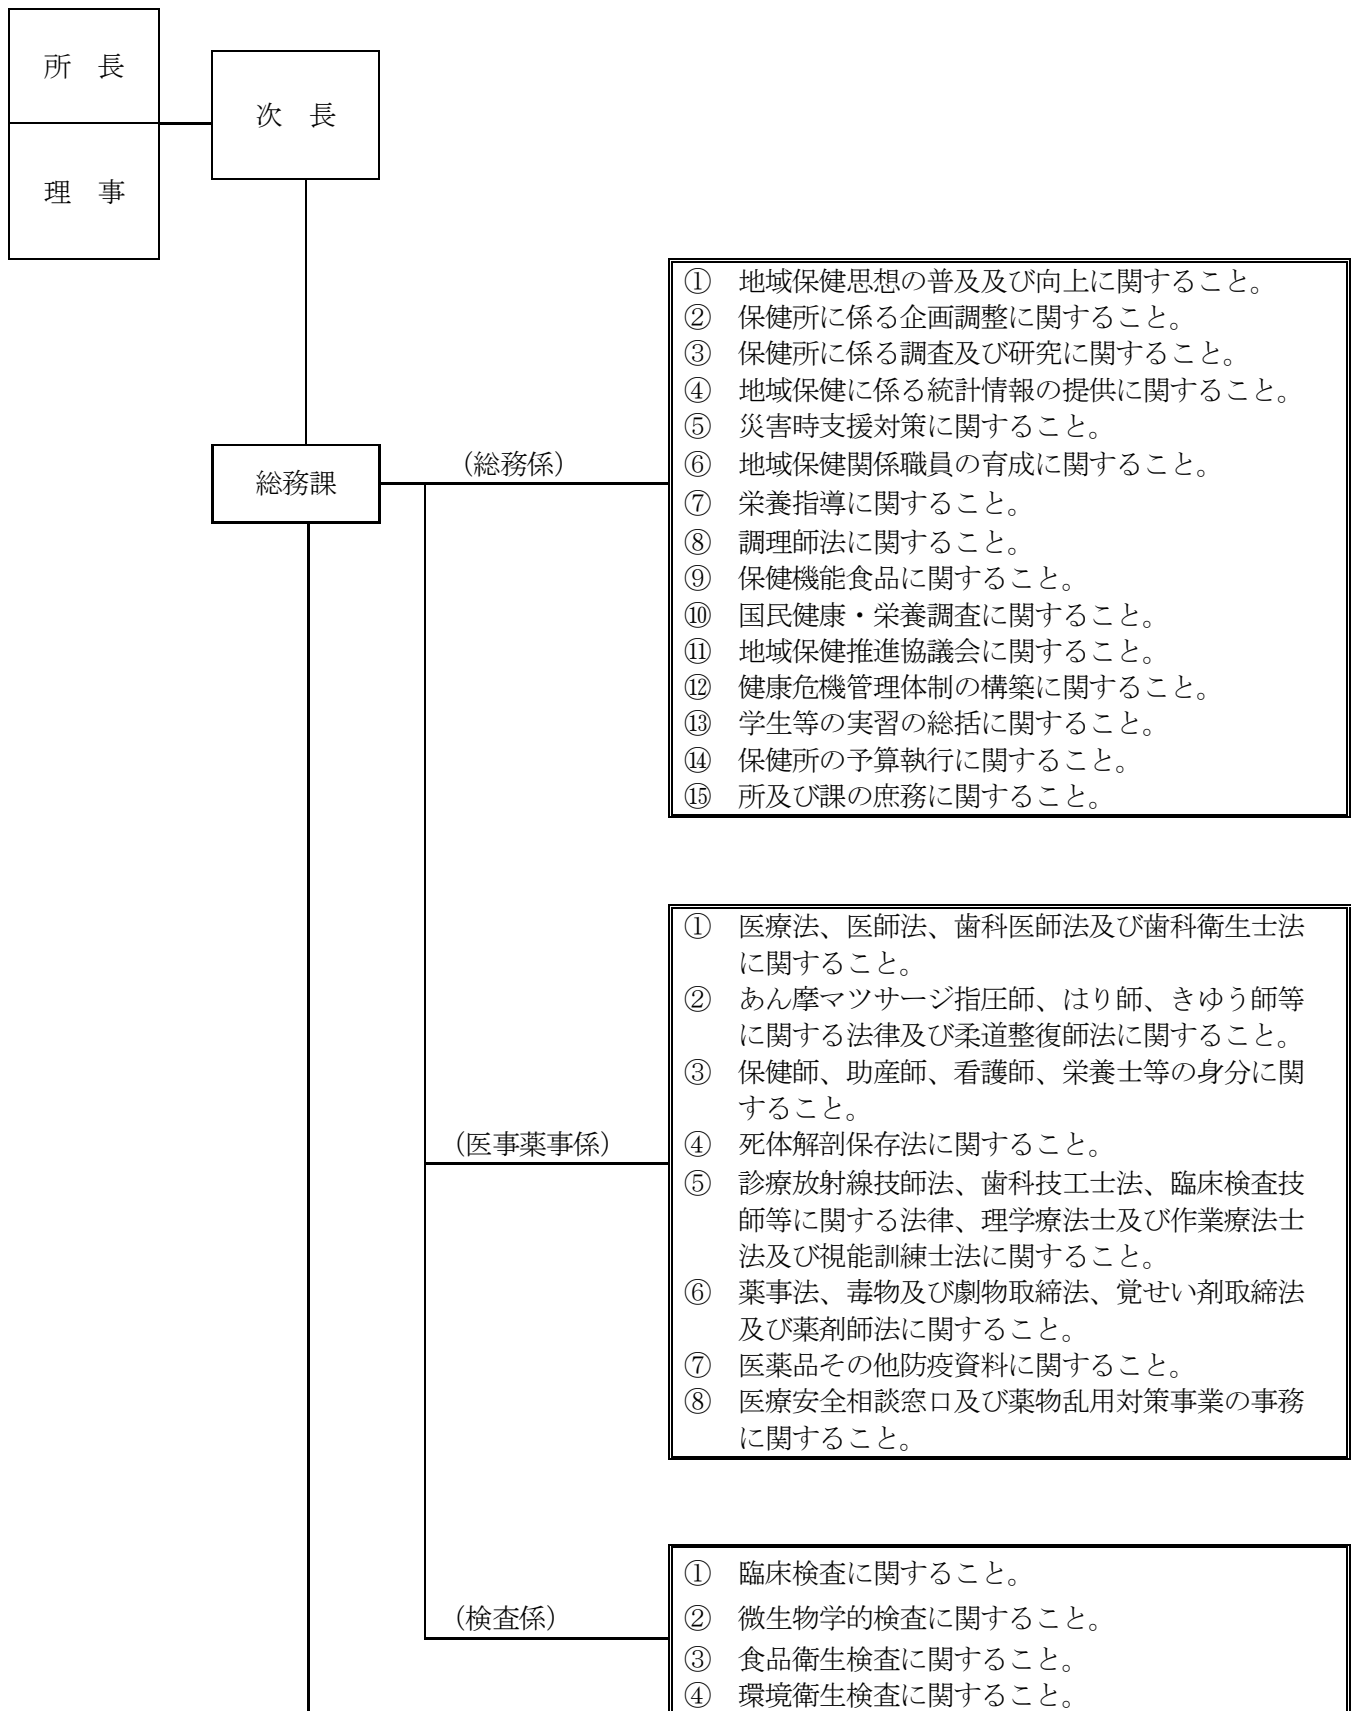 所　長
次　長
理　事
①　地域保健思想の普及及び向上に関すること。
②　保健所に係る企画調整に関すること。
③　保健所に係る調査及び研究に関すること。
④　地域保健に係る統計情報の提供に関すること。
⑤　災害時支援対策に関すること。
総務課
（総務係）
⑥　地域保健関係職員の育成に関すること。
⑦　栄養指導に関すること。
⑧　調理師法に関すること。
⑨　保健機能食品に関すること。
⑩　国民健康・栄養調査に関すること。
⑪　地域保健推進協議会に関すること。
⑫　健康危機管理体制の構築に関すること。
⑬　学生等の実習の総括に関すること。
⑭　保健所の予算執行に関すること。
⑮　所及び課の庶務に関すること。
①　医療法、医師法、歯科医師法及び歯科衛生士法
に関すること。
②　あん摩マツサージ指圧師、はり師、きゆう師等
に関する法律及び柔道整復師法に関すること。
③　保健師、助産師、看護師、栄養士等の身分に関
すること。
（医事薬事係）
④　死体解剖保存法に関すること。
⑤　診療放射線技師法、歯科技工士法、臨床検査技
師等に関する法律、理学療法士及び作業療法士
法及び視能訓練士法に関すること。
⑥　薬事法、毒物及び劇物取締法、覚せい剤取締法
及び薬剤師法に関すること。
⑦　医薬品その他防疫資料に関すること。
⑧　医療安全相談窓口及び薬物乱用対策事業の事務
に関すること。
①　臨床検査に関すること。
（検査係）
②　微生物学的検査に関すること。
③　食品衛生検査に関すること。
④　環境衛生検査に関すること。